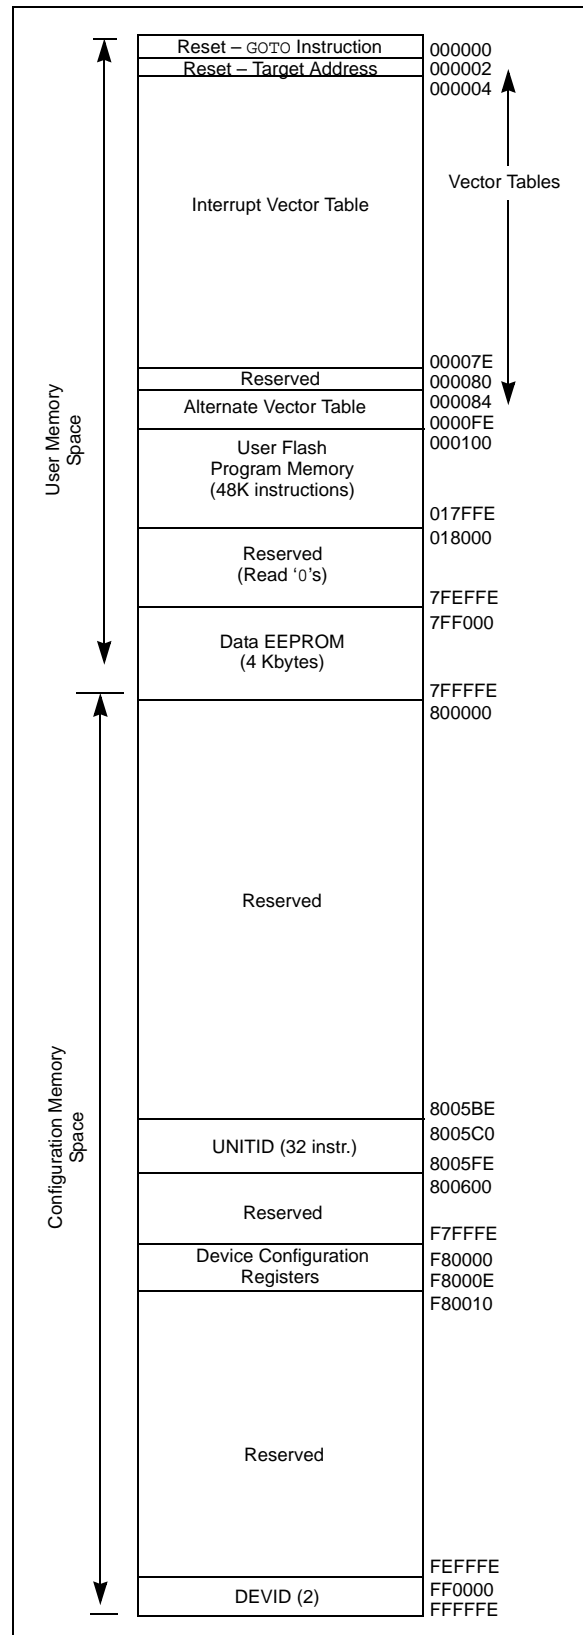 Reset – GOTO Instruction
000000
Reset – Target Address
000002
000004
Vector Tables
Interrupt Vector Table
00007E
Reserved
000080
Alternate Vector Table
000084
0000FE
User Flash
Program Memory
(48K instructions)
000100
017FFE
018000
Reserved
(Read ‘0’s)
7FEFFE
7FF000
Data EEPROM
(4 Kbytes)
7FFFFE
User Memory
Space
800000
Reserved
8005BE
8005C0
UNITID (32 instr.)
8005FE
800600
Reserved
F7FFFE
Device Configuration
Registers
F80000
F8000E
F80010
Configuration Memory
Space
Reserved
FEFFFE
DEVID (2)
FF0000
FFFFFE